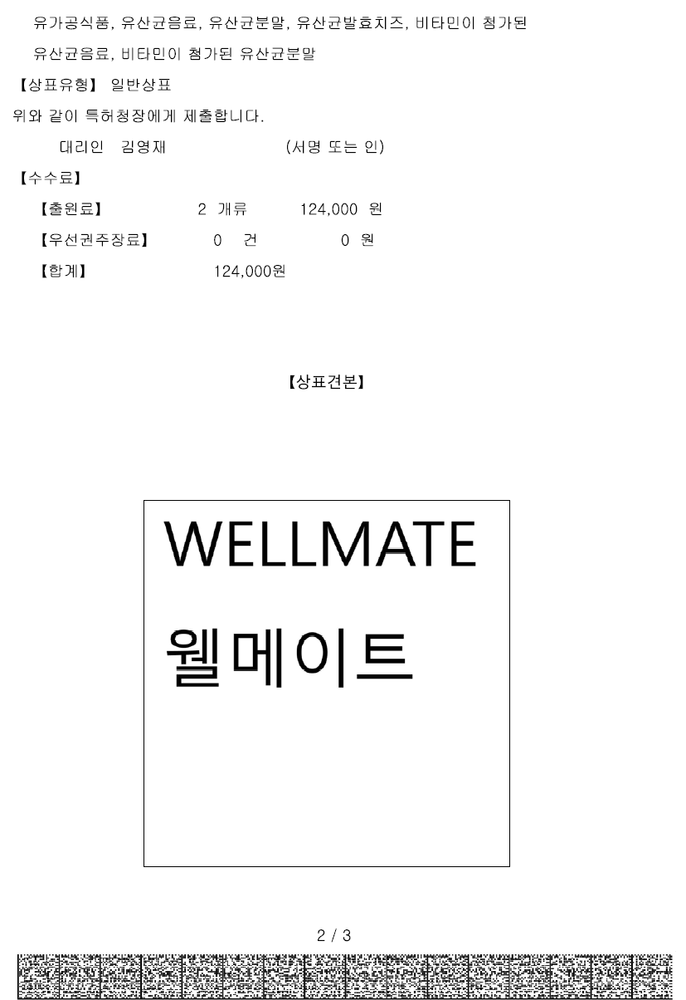 유가공식품, 유산균음료, 유산균분말, 유산균발효치즈, 비타민이 첨가된
유산균음료, 비타민이 첨가된 유산균분말
【상표유형】 일반상표
위와 같이 특허청장에게 제출합니다.
대리인 김영재 (서명 또는 인)
【수수료】
【출원료】 2 개류 124,000 원
【우선권주장료】 0 건 0 원
【합계】 124,000원
【상표견본】
WELLMATE
웰메이트
2 / 3